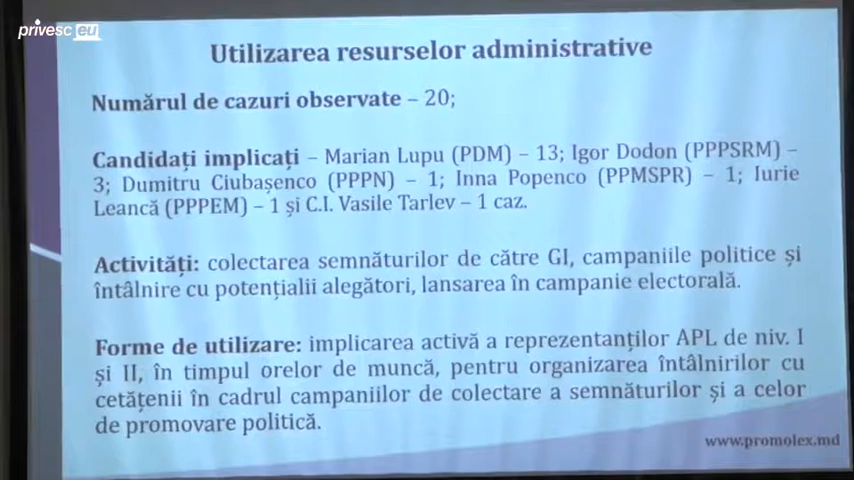 privesc.eu
Utilizarea resurselor administrative
Numărul de cazuri observate – 20;
Candidați implicați – Marian Lupu (PDM) – 13; Igor Dodon (PPPSRM) –
3; Dumitru Ciubașenco (PPPN) – 1; Inna Popenco (PPMSPR) – 1; Iurie
Leancă (PPPEM) – 1 și C.I. Vasile Tarlev – 1 caz.
Activități: colectarea semnăturilor de către GI, campaniile politice și
întâlnire cu potențialii alegători, lansarea în campanie electorală.
Forme de utilizare: implicarea activă a reprezentanților APL de niv. I
și II, în timpul orelor de muncă, pentru organizarea întâlnirilor cu
cetățenii în cadrul campaniilor de colectare a semnăturilor și a celor
de promovare politică.
www.promolex.md